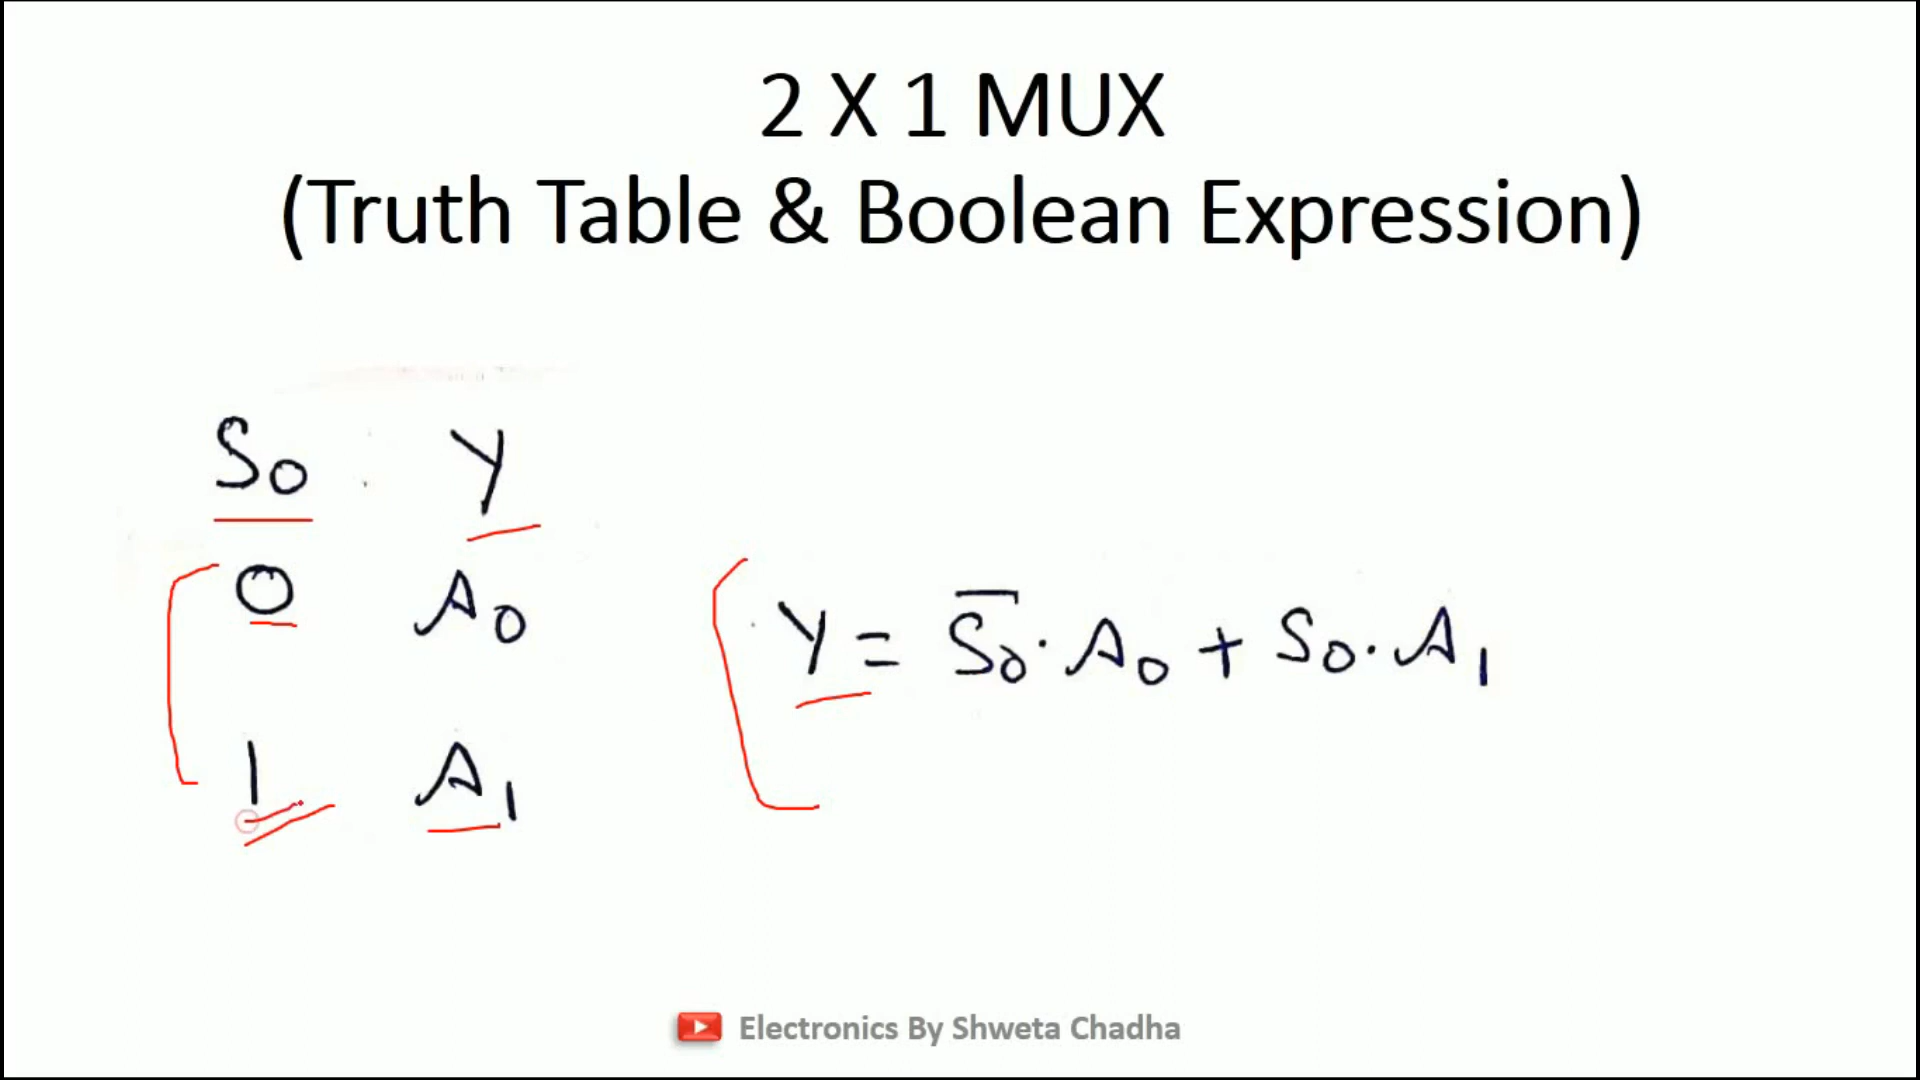 2 X 1 MUX
(Truth Table & Boolean Expression)
S0 Y
0 A0
Y = S̅0̅·A0 + S0·A1
1 A1
Electronics By Shweta Chadha